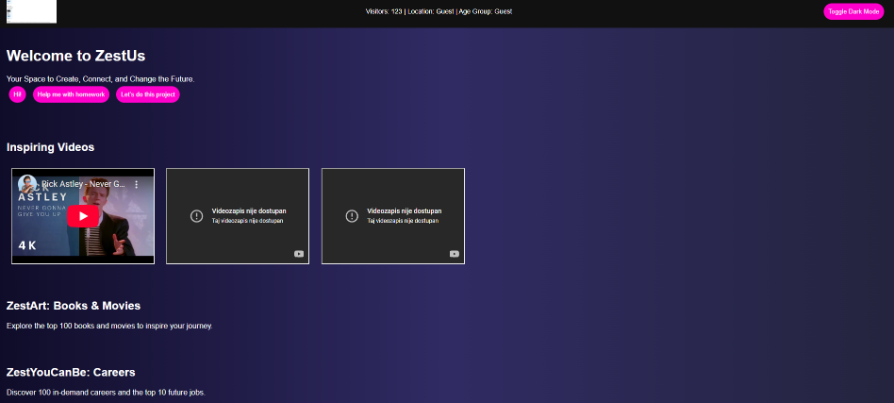 Visitors: 123 | Location: Guest | Age Group: Guest
Toggle Dark Mode
Welcome to ZestUs
Your Space to Create, Connect, and Change the Future.
Hi!
Help me with homework
Let's do this project
Inspiring Videos
Rick Astley - Never G...
ASTLEY
NEVER GONNA
GIVE YOU UP
4K
Videozapis nije dostupan
Taj videozapis nije dostupan
Videozapis nije dostupan
Taj videozapis nije dostupan
ZestArt: Books & Movies
Explore the top 100 books and movies to inspire your journey.
ZestYouCanBe: Careers
Discover 100 in-demand careers and the top 10 future jobs.